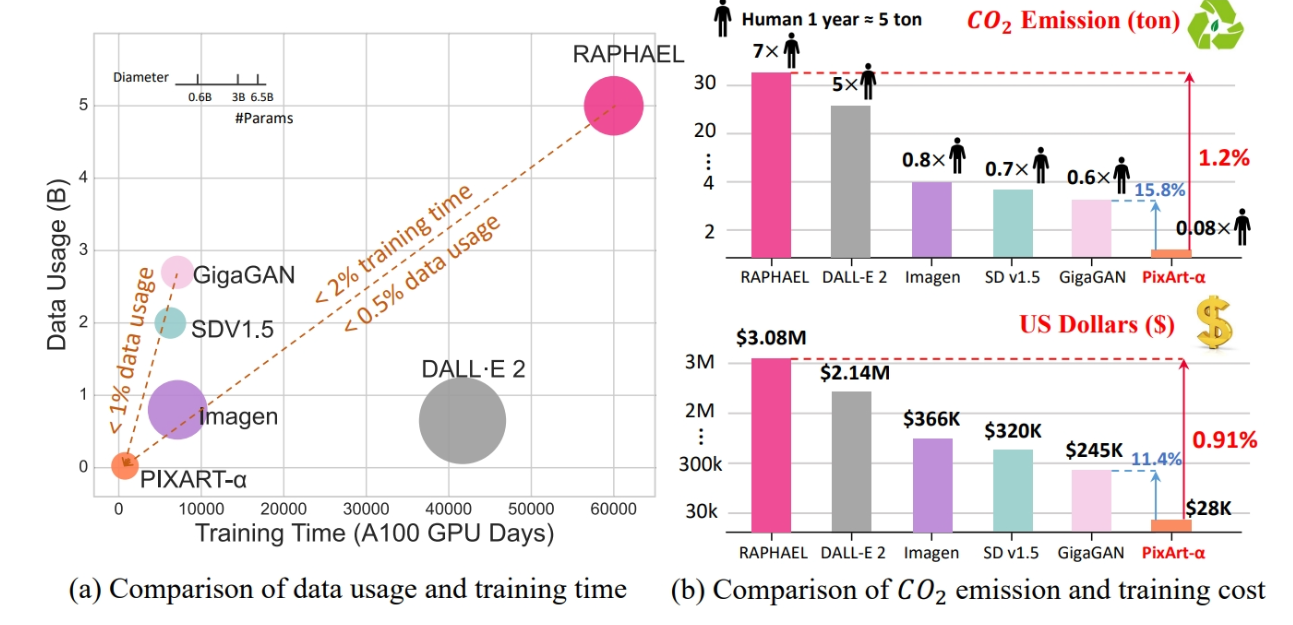 RAPHAEL
Diameter
0.6B 3B 6.5B
#Params
5
4
3
2
1
0
Data Usage (B)
GigaGAN
SDV1.5
Imagen
DALL·E 2
PIXART-α
< 1% data usage
< 2% training time
< 0.5% data usage
0 10000 20000 30000 40000 50000 60000
Training Time (A100 GPU Days)
(a) Comparison of data usage and training time
Human 1 year ≈ 5 ton
CO₂ Emission (ton)
7×
5×
0.8×
0.7×
0.6×
15.8%
0.08×
1.2%
30
20
⋮
4
2
RAPHAEL DALL-E 2 Imagen SD v1.5 GigaGAN PixArt-α
US Dollars ($)
$
$3.08M
$2.14M
$366K
$320K
$245K
11.4%
$28K
0.91%
3M
2M
⋮
300k
30k
RAPHAEL DALL-E 2 Imagen SD v1.5 GigaGAN PixArt-α
(b) Comparison of CO₂ emission and training cost